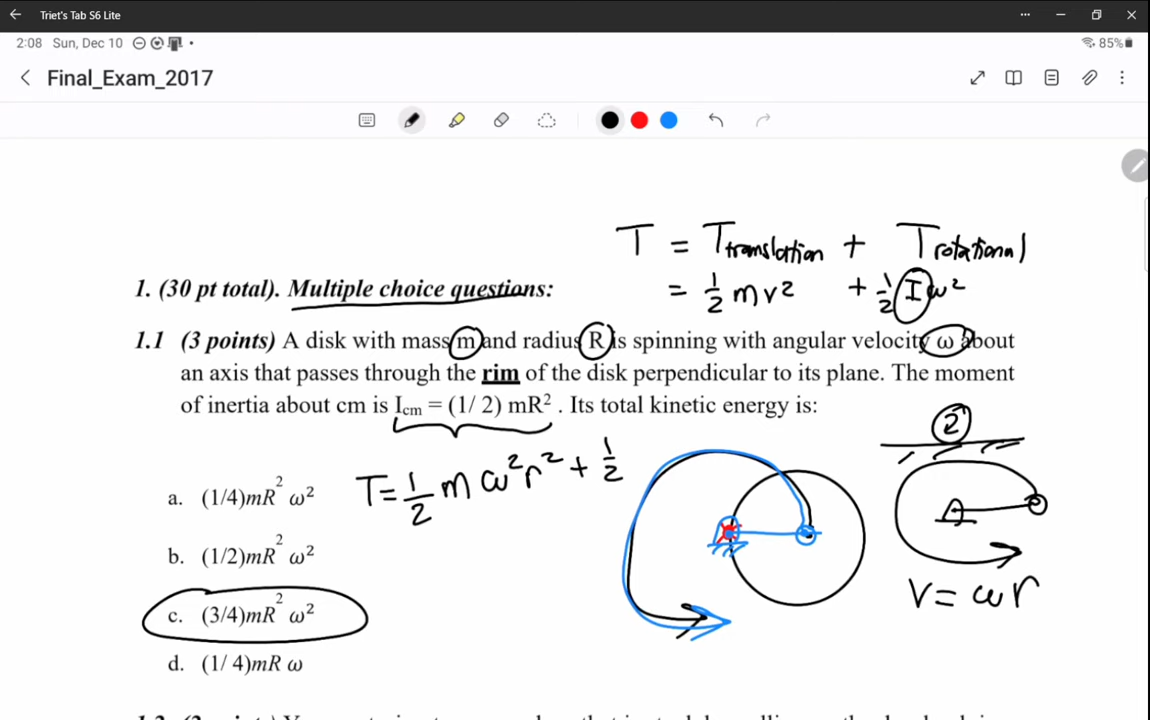 Triet's Tab S6 Lite
2:08 Sun, Dec 10
85%
Final_Exam_2017
T = Ttranslation + Trotational
= 1/2 mv² + 1/2 Iω²
1. (30 pt total). Multiple choice questions:
1.1 (3 points) A disk with mass m and radius R is spinning with angular velocity ω about
an axis that passes through the rim of the disk perpendicular to its plane. The moment
of inertia about cm is Icm = (1/ 2) mR² . Its total kinetic energy is:
2
T = 1/2 m ω² r² + 1/2
a. (1/4)mR² ω²
b. (1/2)mR² ω²
c. (3/4)mR² ω²
V = ωr
d. (1/ 4)mR ω